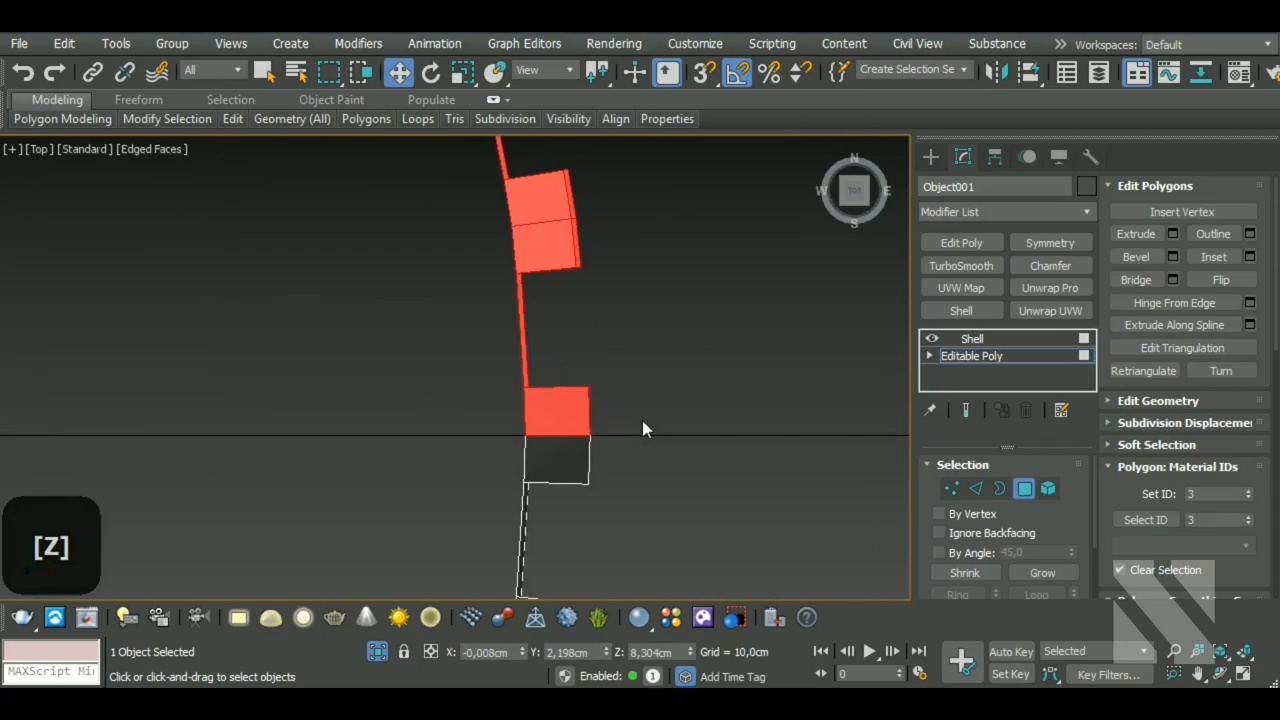 File Edit Tools Group Views Create Modifiers Animation Graph Editors Rendering Customize Scripting Content Civil View Substance Workspaces: Default
All View Create Selection Se
Modeling Freeform Selection Object Paint Populate
Polygon Modeling Modify Selection Edit Geometry (All) Polygons Loops Tris Subdivision Visibility Align Properties
[+] [Top] [Standard] [Edged Faces]
N
W TOP E
S
[Z]
Object001
Modifier List
Edit Poly Symmetry
TurboSmooth Chamfer
UVW Map Unwrap Pro
Shell Unwrap UVW
Shell
Editable Poly
Selection
By Vertex
Ignore Backfacing
By Angle: 45,0
Shrink Grow
Ring Loop
Edit Polygons
Insert Vertex
Extrude Outline
Bevel Inset
Bridge Flip
Hinge From Edge
Extrude Along Spline
Edit Triangulation
Retriangulate Turn
Edit Geometry
Subdivision Displaceme
Soft Selection
Polygon: Material IDs
Set ID: 3
Select ID 3
Clear Selection
1 Object Selected X: -0,008cm Y: 2,198cm Z: 8,304cm Grid = 10,0cm Auto Key Selected
MAXScript Mi Click or click-and-drag to select objects Enabled: 1 Add Time Tag 0 Set Key Key Filters...